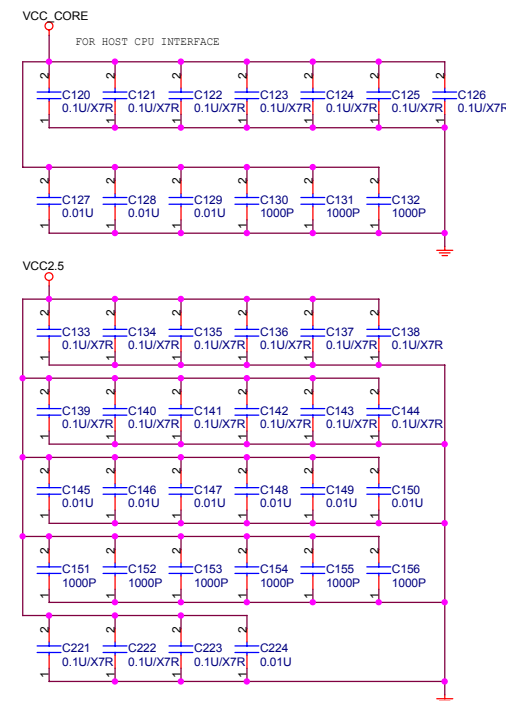 VCC_CORE
FOR HOST CPU INTERFACE
2 2 2 2 2 2 2
C120 C121 C122 C123 C124 C125 C126
0.1U/X7R 0.1U/X7R 0.1U/X7R 0.1U/X7R 0.1U/X7R 0.1U/X7R 0.1U/X7R
1 1 1 1 1 1 1
2 2 2 2 2 2
C127 C128 C129 C130 C131 C132
0.01U 0.01U 0.01U 1000P 1000P 1000P
1 1 1 1 1 1
VCC2.5
2 2 2 2 2 2
C133 C134 C135 C136 C137 C138
0.1U/X7R 0.1U/X7R 0.1U/X7R 0.1U/X7R 0.1U/X7R 0.1U/X7R
1 1 1 1 1 1
2 2 2 2 2 2
C139 C140 C141 C142 C143 C144
0.1U/X7R 0.1U/X7R 0.1U/X7R 0.1U/X7R 0.1U/X7R 0.1U/X7R
1 1 1 1 1 1
2 2 2 2 2 2
C145 C146 C147 C148 C149 C150
0.01U 0.01U 0.01U 0.01U 0.01U 0.01U
1 1 1 1 1 1
2 2 2 2 2 2
C151 C152 C153 C154 C155 C156
1000P 1000P 1000P 1000P 1000P 1000P
1 1 1 1 1 1
2 2 2 2
C221 C222 C223 C224
0.1U/X7R 0.1U/X7R 0.1U/X7R 0.01U
1 1 1 1